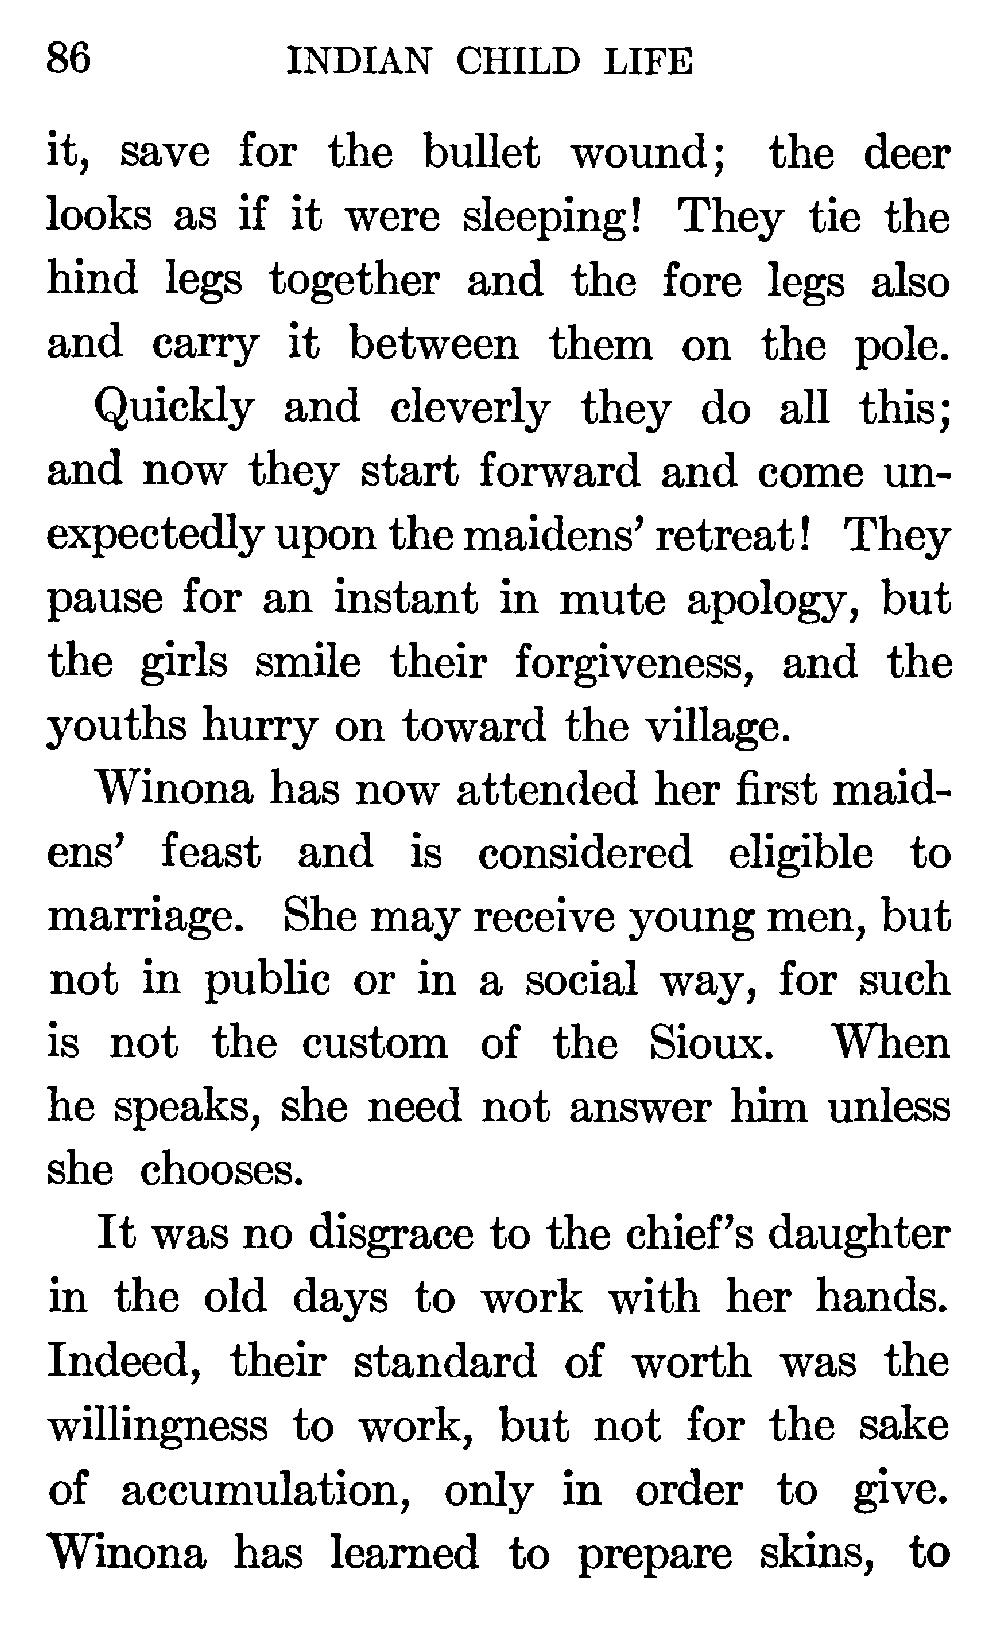 86 INDIAN CHILD LIFE
it, save for the bullet wound; the deer
looks as if it were sleeping! They tie the
hind legs together and the fore legs also
and carry it between them on the pole.
Quickly and cleverly they do all this;
and now they start forward and come un-
expectedly upon the maidens' retreat! They
pause for an instant in mute apology, but
the girls smile their forgiveness, and the
youths hurry on toward the village.
Winona has now attended her first maid-
ens' feast and is considered eligible to
marriage. She may receive young men, but
not in public or in a social way, for such
is not the custom of the Sioux. When
he speaks, she need not answer him unless
she chooses.
It was no disgrace to the chief's daughter
in the old days to work with her hands.
Indeed, their standard of worth was the
willingness to work, but not for the sake
of accumulation, only in order to give.
Winona has learned to prepare skins, to